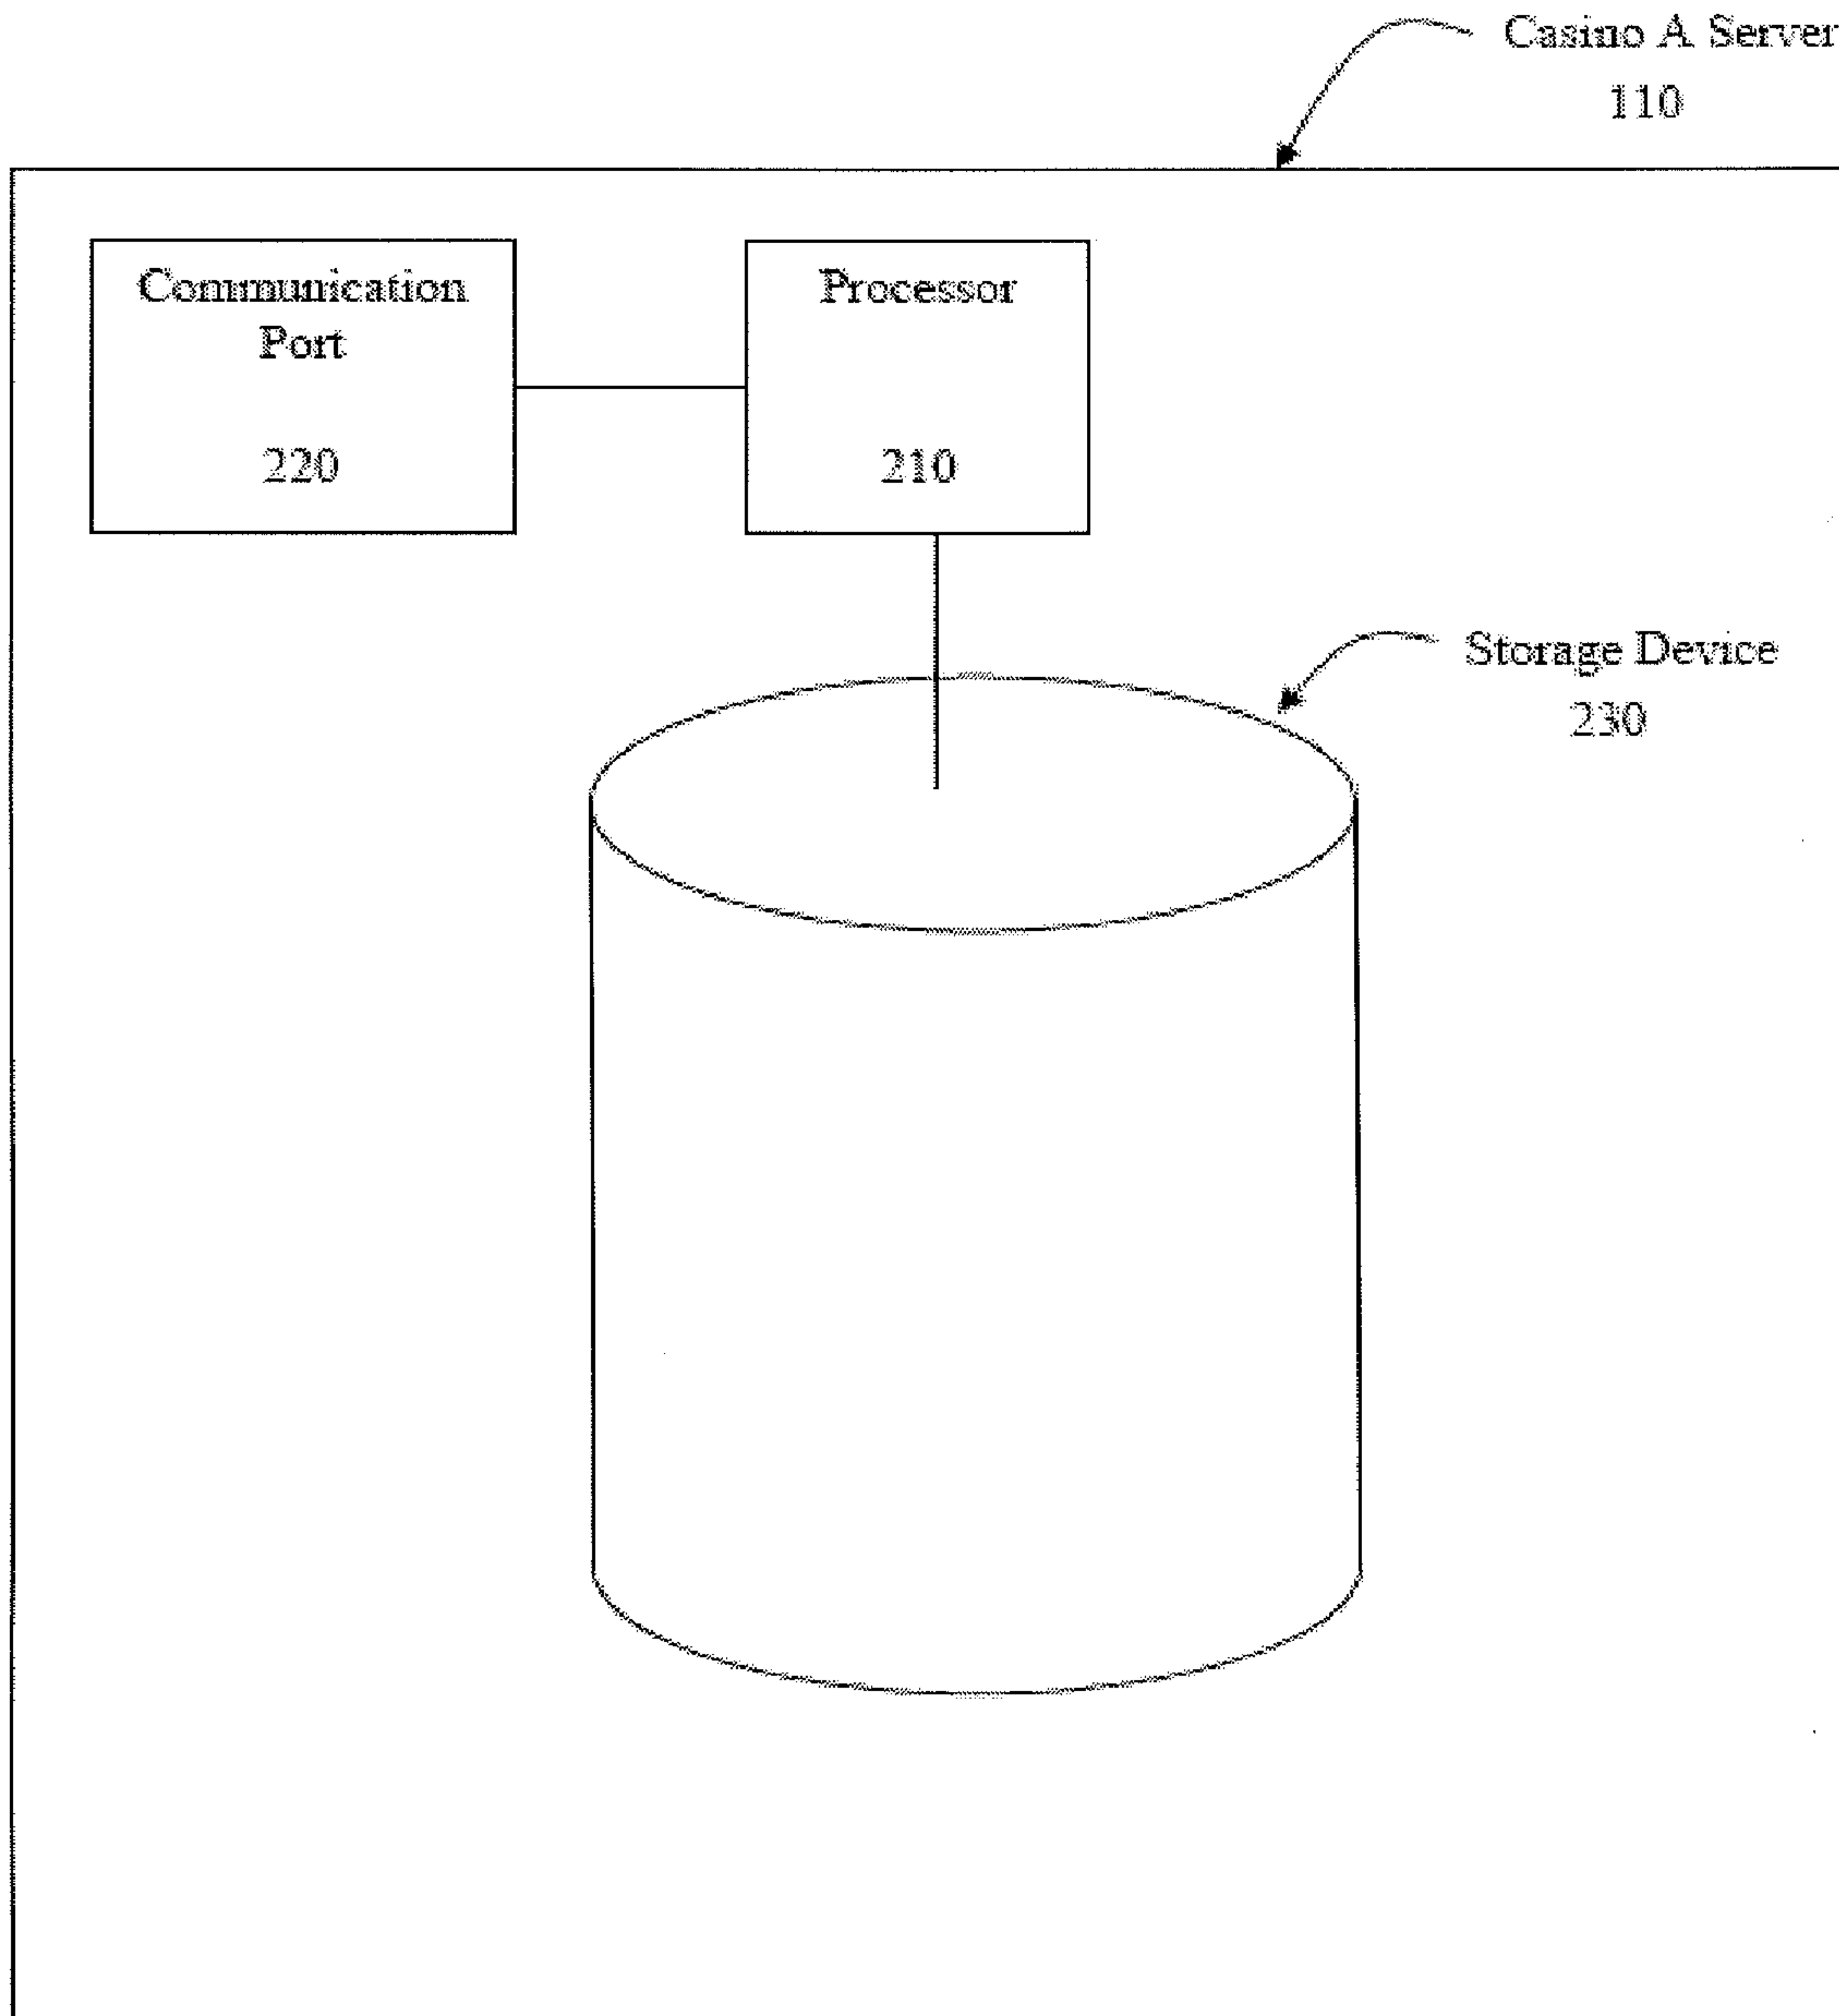 Casino A Server
110
Communication
Port
220
Processor
210
Storage Device
230